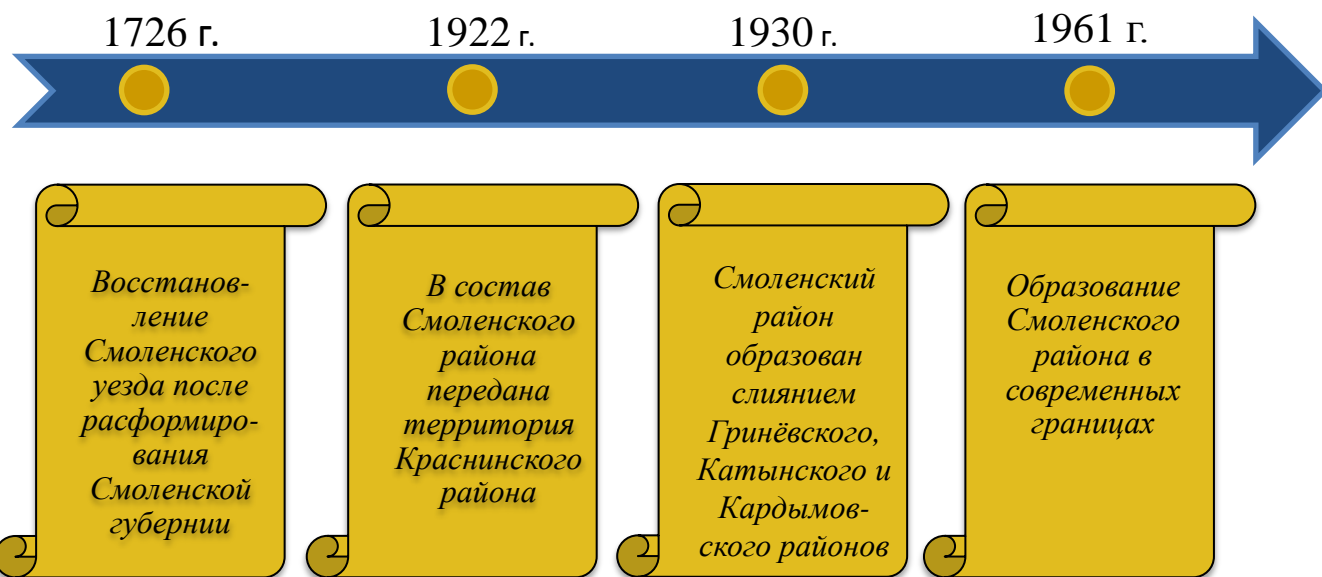 1726 г.
1922 г.
1930 г.
1961 г.
Восстанов-
ление
Смоленского
уезда после
расформиро-
вания
Смоленской
губернии
В состав
Смоленского
района
передана
территория
Краснинского
района
Смоленский
район
образован
слиянием
Гринёвского,
Катынского и
Кардымов-
ского районов
Образование
Смоленского
района в
современных
границах